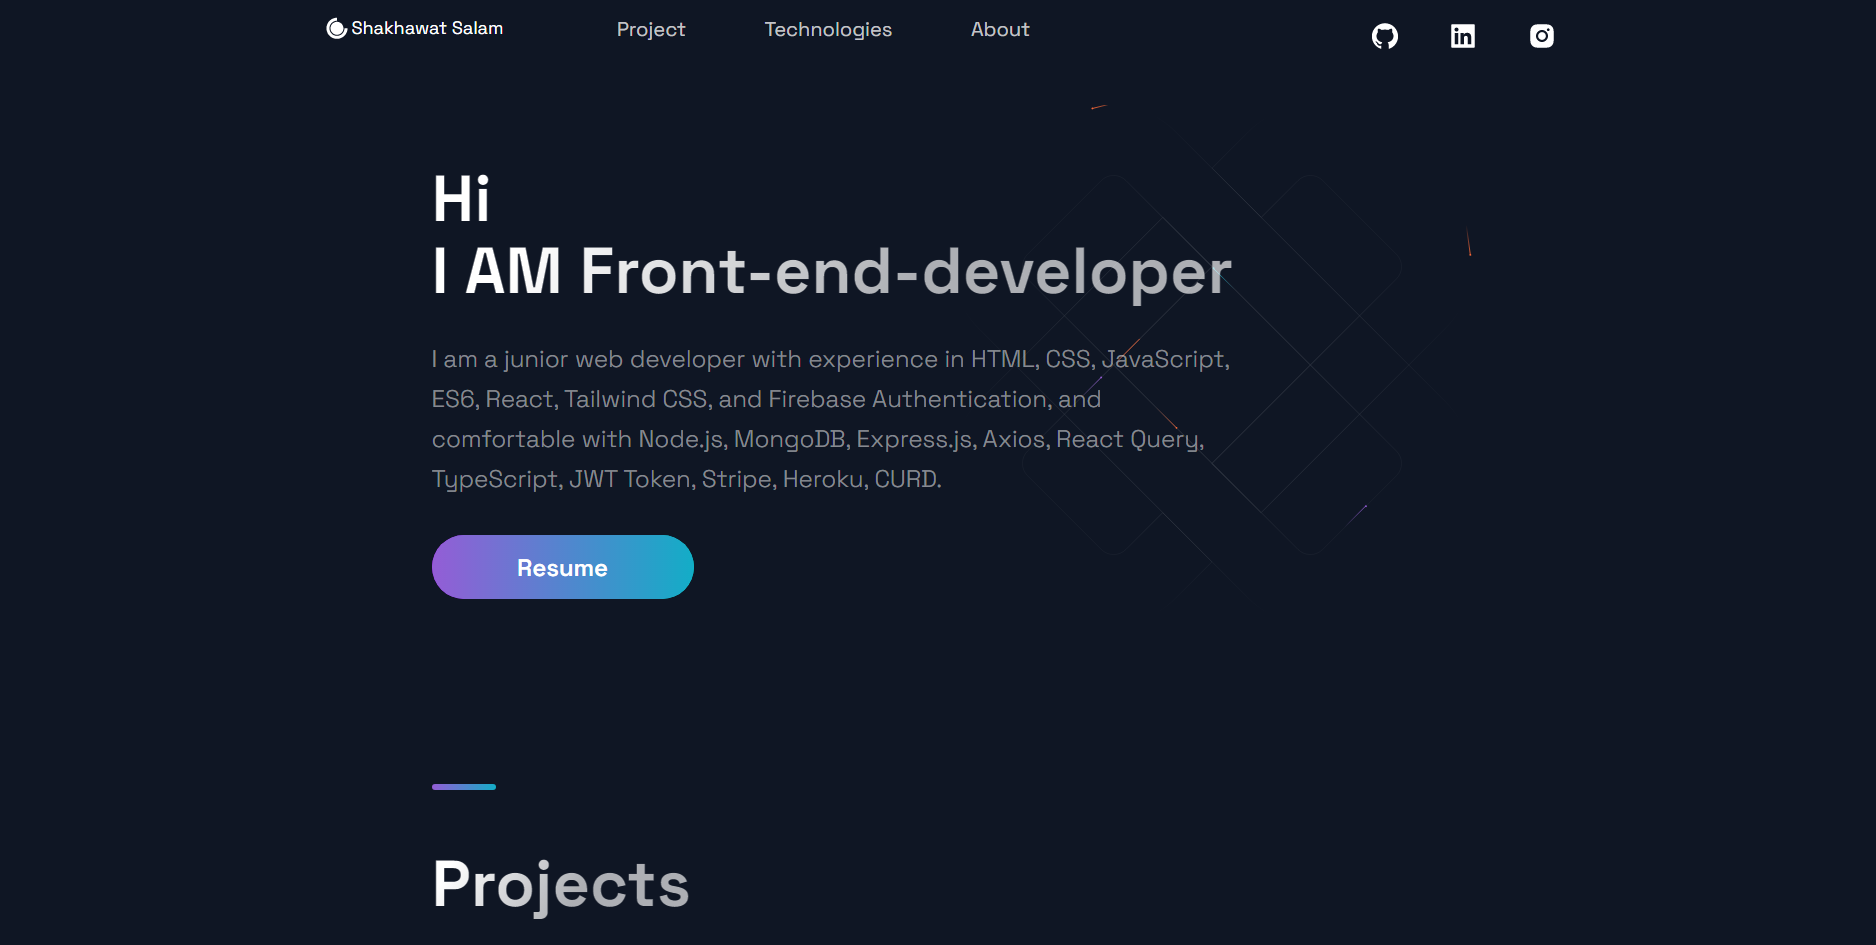 Shakhawat Salam
Project
Technologies
About
Hi
I AM Front-end-developer
I am a junior web developer with experience in HTML, CSS, JavaScript,
ES6, React, Tailwind CSS, and Firebase Authentication, and
comfortable with Node.js, MongoDB, Express.js, Axios, React Query,
TypeScript, JWT Token, Stripe, Heroku, CURD.
Resume
Projects